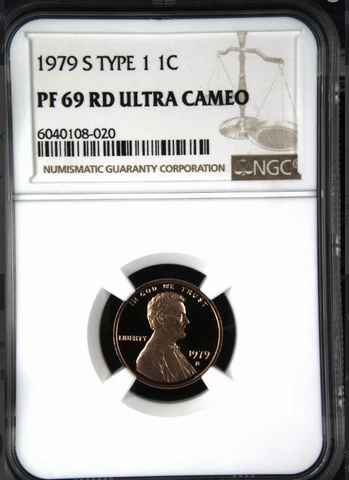 1979 S TYPE 1 1C
PF 69 RD ULTRA CAMEO
6040108-020
NUMISMATIC GUARANTY CORPORATION
NGC®
IN GOD WE TRUST
LIBERTY
1979
S